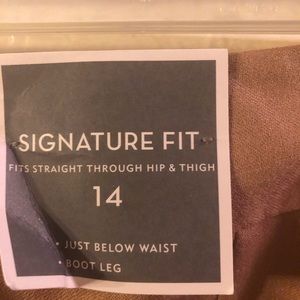 SIGNATURE FIT
FITS STRAIGHT THROUGH HIP & THIGH
14
• JUST BELOW WAIST
• BOOT LEG